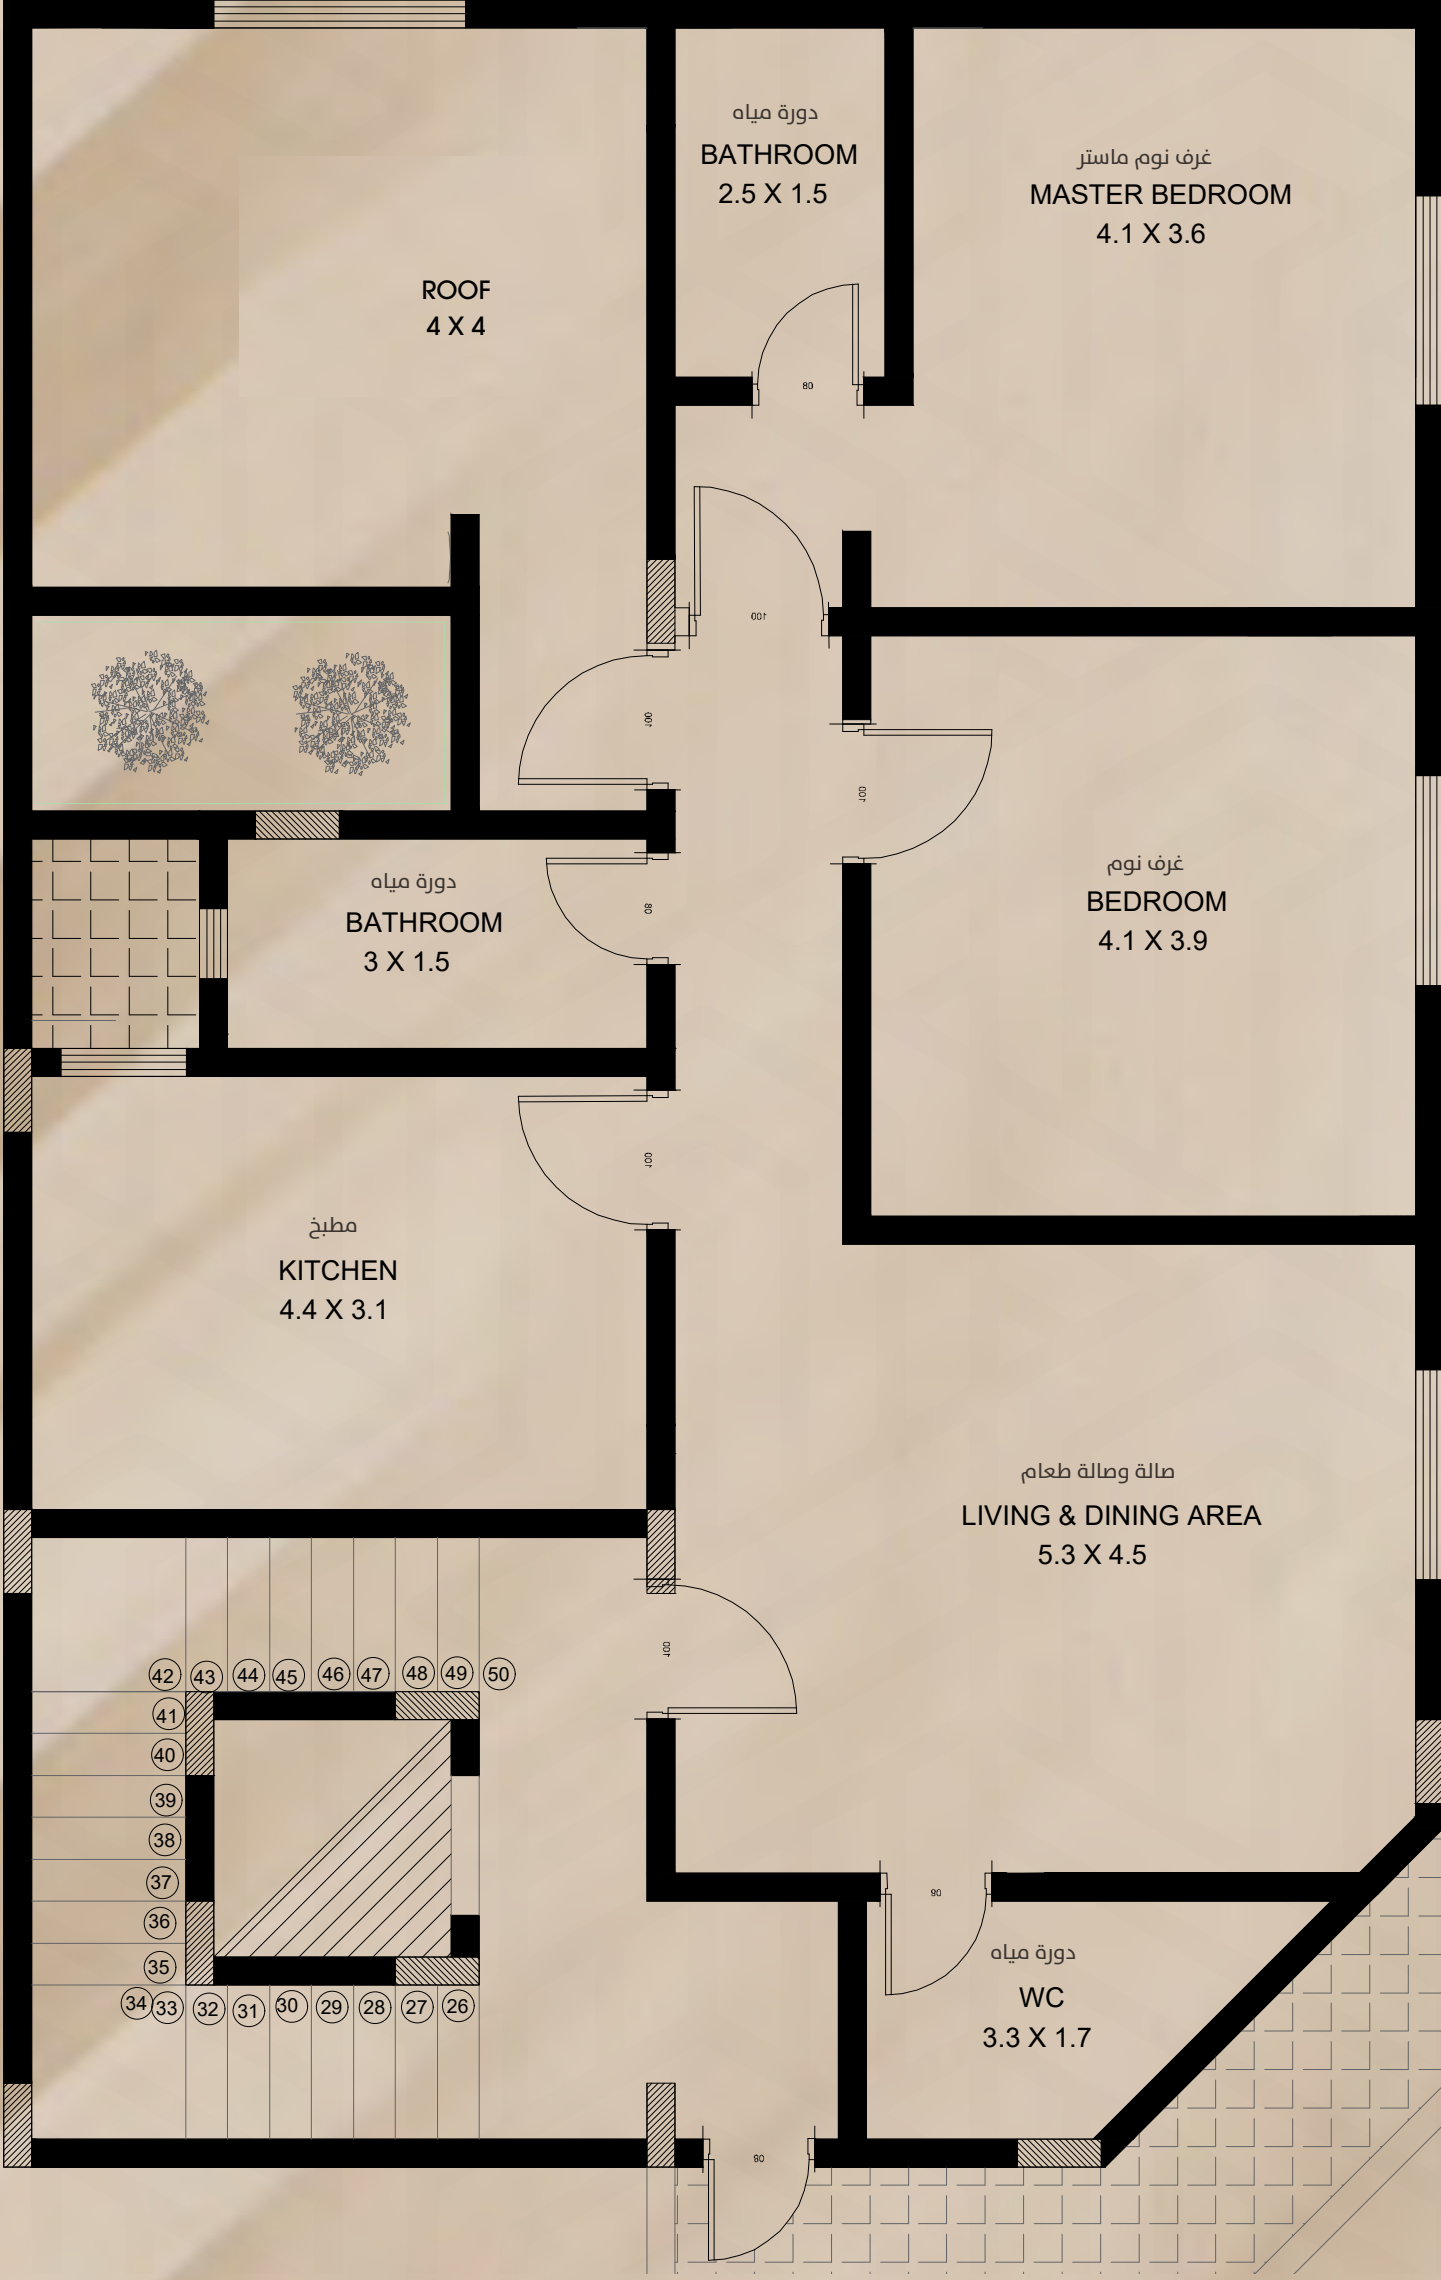 دورة مياه
BATHROOM
2.5 X 1.5
غرف نوم ماستر
MASTER BEDROOM
4.1 X 3.6
ROOF
4 X 4
80
100
100
100
دورة مياه
BATHROOM
3 X 1.5
80
غرف نوم
BEDROOM
4.1 X 3.9
100
مطبخ
KITCHEN
4.4 X 3.1
صالة وصالة طعام
LIVING & DINING AREA
5.3 X 4.5
100
42 43 44 45 46 47 48 49 50
41
40
39
38
37
36
35
34 33 32 31 30 29 28 27 26
80
دورة مياه
WC
3.3 X 1.7
80